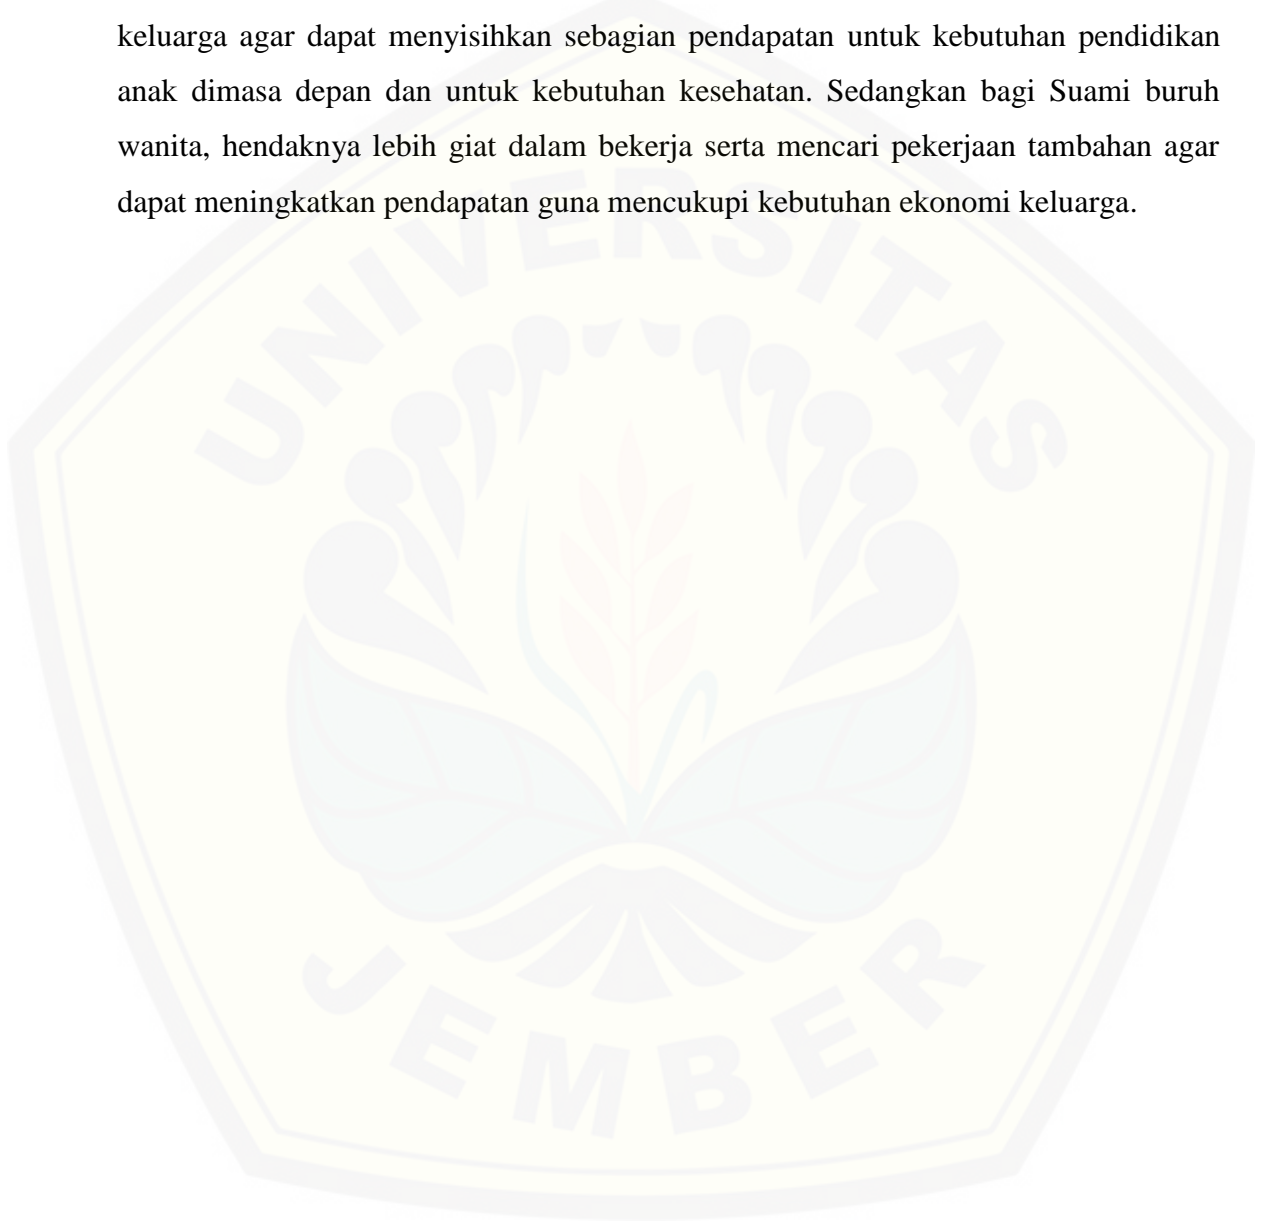 keluarga agar dapat menyisihkan sebagian pendapatan untuk kebutuhan pendidikan
anak dimasa depan dan untuk kebutuhan kesehatan. Sedangkan bagi Suami buruh
wanita, hendaknya lebih giat dalam bekerja serta mencari pekerjaan tambahan agar
dapat meningkatkan pendapatan guna mencukupi kebutuhan ekonomi keluarga.
UNIVERSITAS
JEMBER